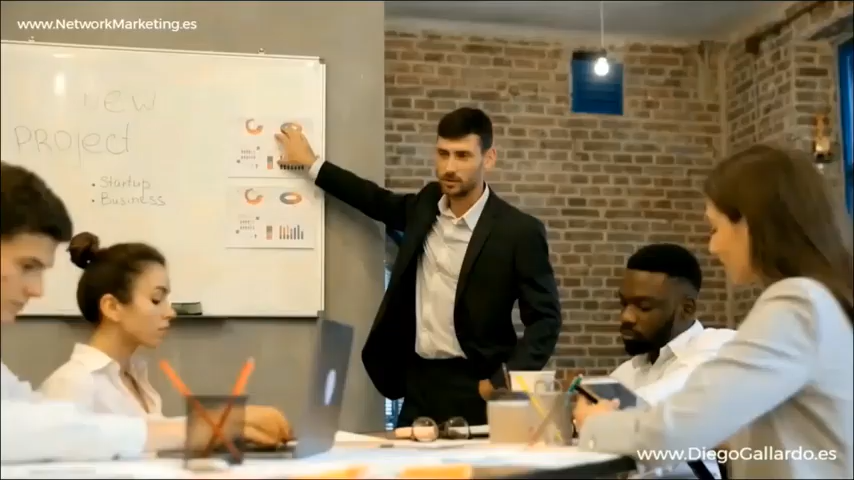 www.NetworkMarketing.es
new
PROJECT
• Startup
• Business
www.DiegoGallardo.es